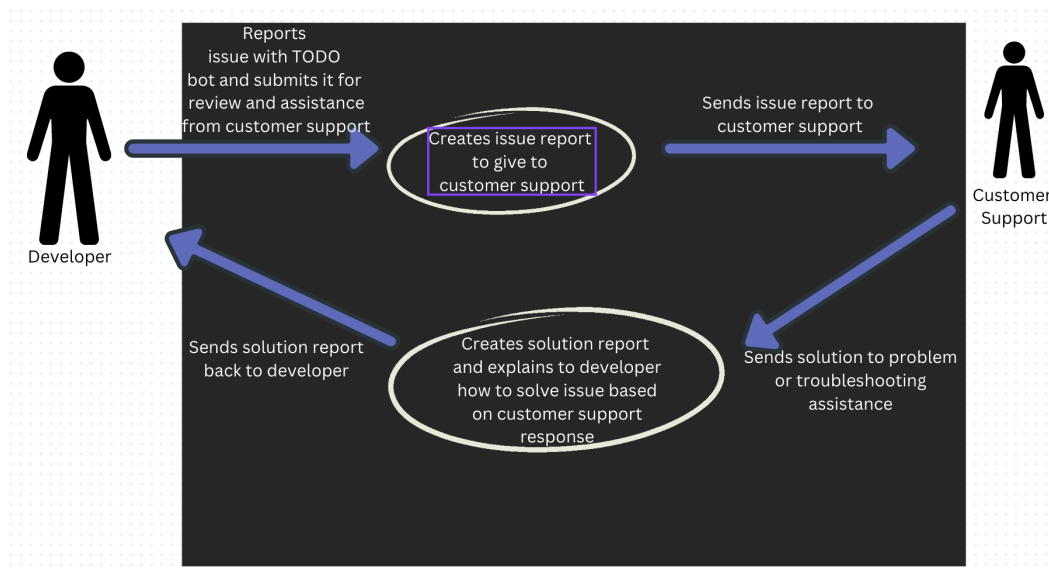 Reports
issue with TODO
bot and submits it for
review and assistance
from customer support
Creates issue report
to give to
customer support
Sends issue report to
customer support
Customer
Support
Developer
Sends solution report
back to developer
Creates solution report
and explains to developer
how to solve issue based
on customer support
response
Sends solution to problem
or troubleshooting
assistance